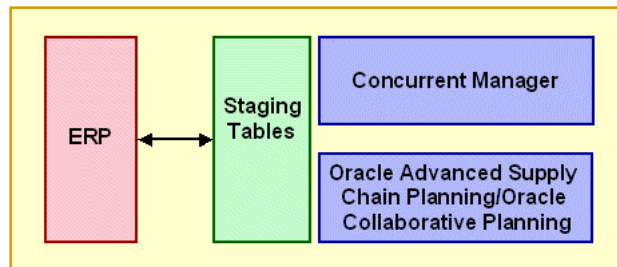 ERP
Staging
Tables
Concurrent Manager
Oracle Advanced Supply
Chain Planning/Oracle
Collaborative Planning